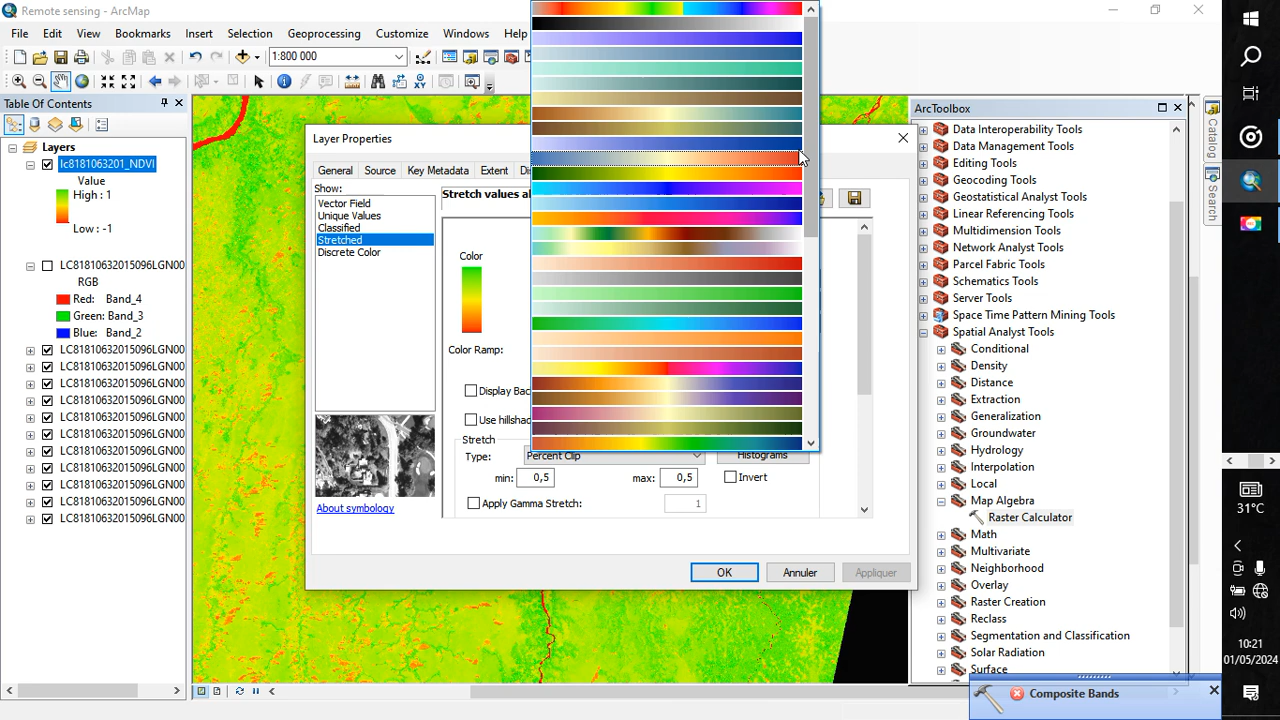 Remote sensing - ArcMap
File Edit View Bookmarks Insert Selection Geoprocessing Customize Windows Help
1:800 000
Table Of Contents
Layers
lc8181063201_NDVI
Value
High : 1
Low : -1
LC81810632015096LGN00
RGB
Red: Band_4
Green: Band_3
Blue: Band_2
LC81810632015096LGN00
LC81810632015096LGN00
LC81810632015096LGN00
LC81810632015096LGN00
LC81810632015096LGN00
LC81810632015096LGN00
LC81810632015096LGN00
LC81810632015096LGN00
LC81810632015096LGN00
LC81810632015096LGN00
Layer Properties
General Source Key Metadata Extent
Show:
Vector Field
Unique Values
Classified
Stretched
Discrete Color
About symbology
Stretch values
Color
Color Ramp:
Display
Use
Stretch
Type: Percent Clip
Histograms
min: 0,5 max: 0,5 Invert
Apply Gamma Stretch: 1
OK Annuler Appliquer
ArcToolbox
Data Interoperability Tools
Data Management Tools
Editing Tools
Geocoding Tools
Geostatistical Analyst Tools
Linear Referencing Tools
Multidimension Tools
Network Analyst Tools
Parcel Fabric Tools
Schematics Tools
Server Tools
Space Time Pattern Mining Tools
Spatial Analyst Tools
Conditional
Density
Distance
Extraction
Generalization
Groundwater
Hydrology
Interpolation
Local
Map Algebra
Raster Calculator
Math
Multivariate
Neighborhood
Overlay
Raster Creation
Reclass
Segmentation and Classification
Solar Radiation
Surface
Catalog
Search
Composite Bands
31°C
10:21
01/05/2024